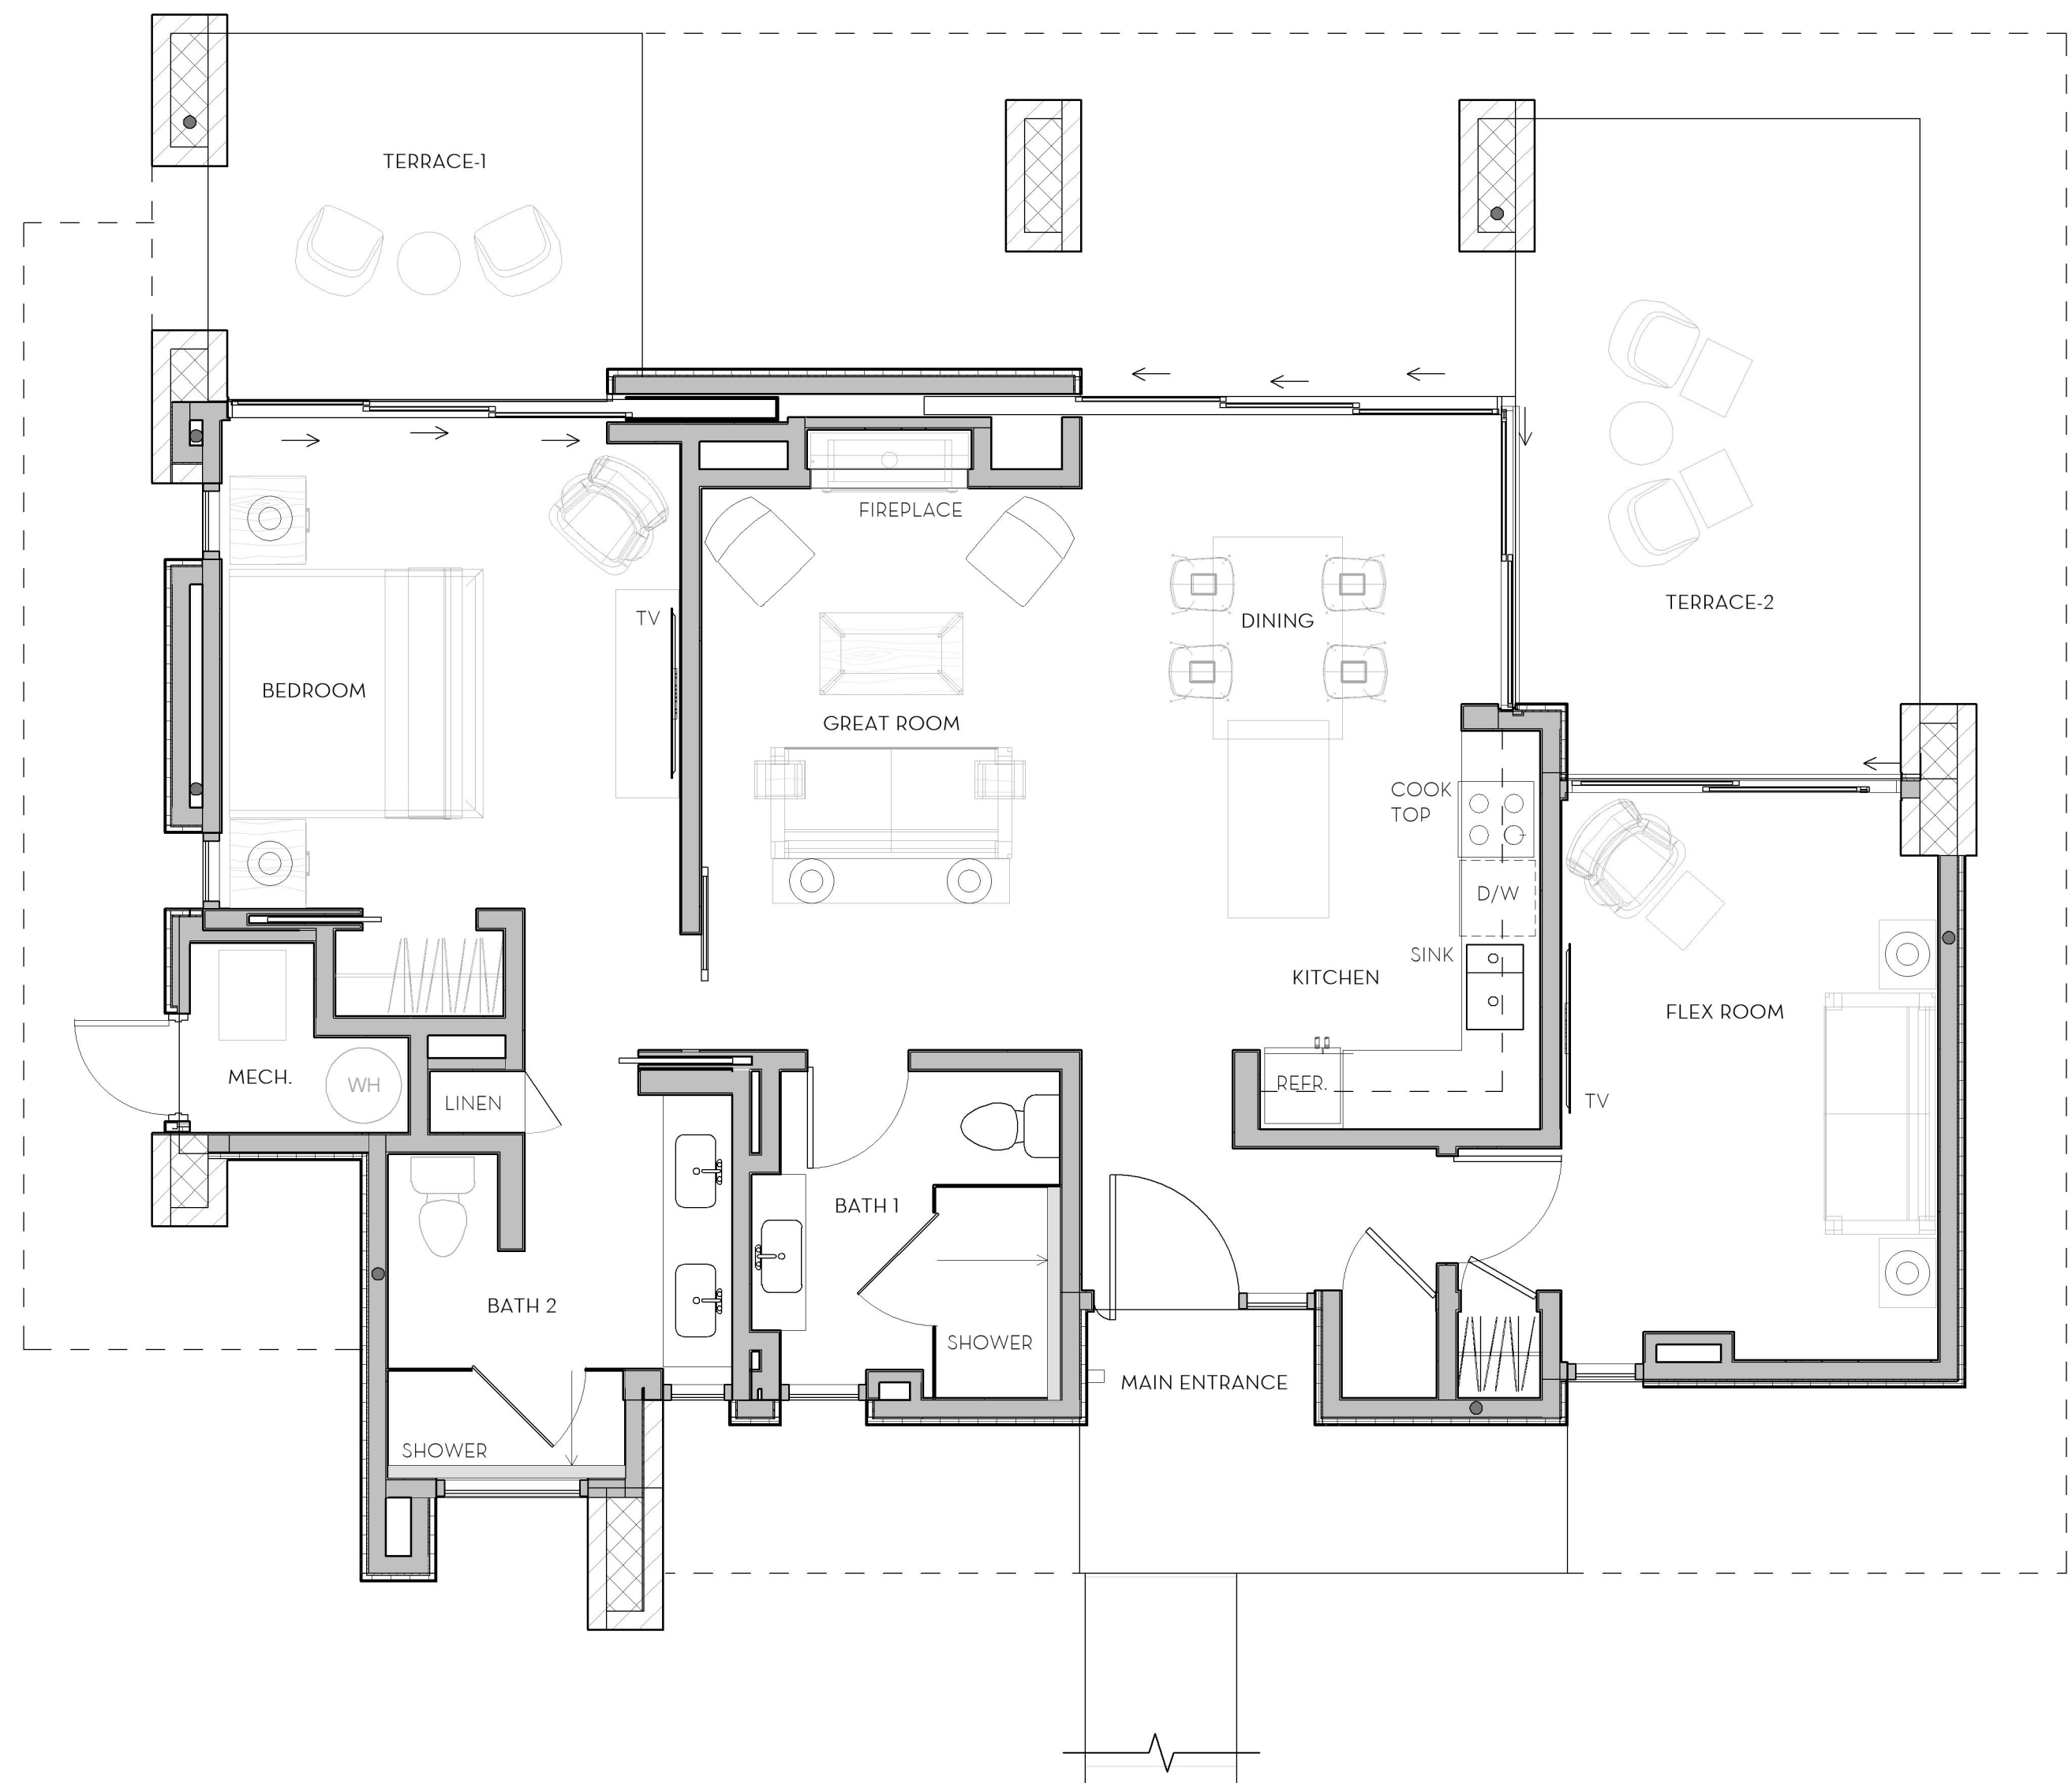 TERRACE-1
FIREPLACE
TERRACE-2
TV
DINING
BEDROOM
GREAT ROOM
COOK
TOP
D/W
SINK
KITCHEN
FLEX ROOM
MECH.
WH
LINEN
REFR.
TV
BATH 1
BATH 2
SHOWER
MAIN ENTRANCE
SHOWER